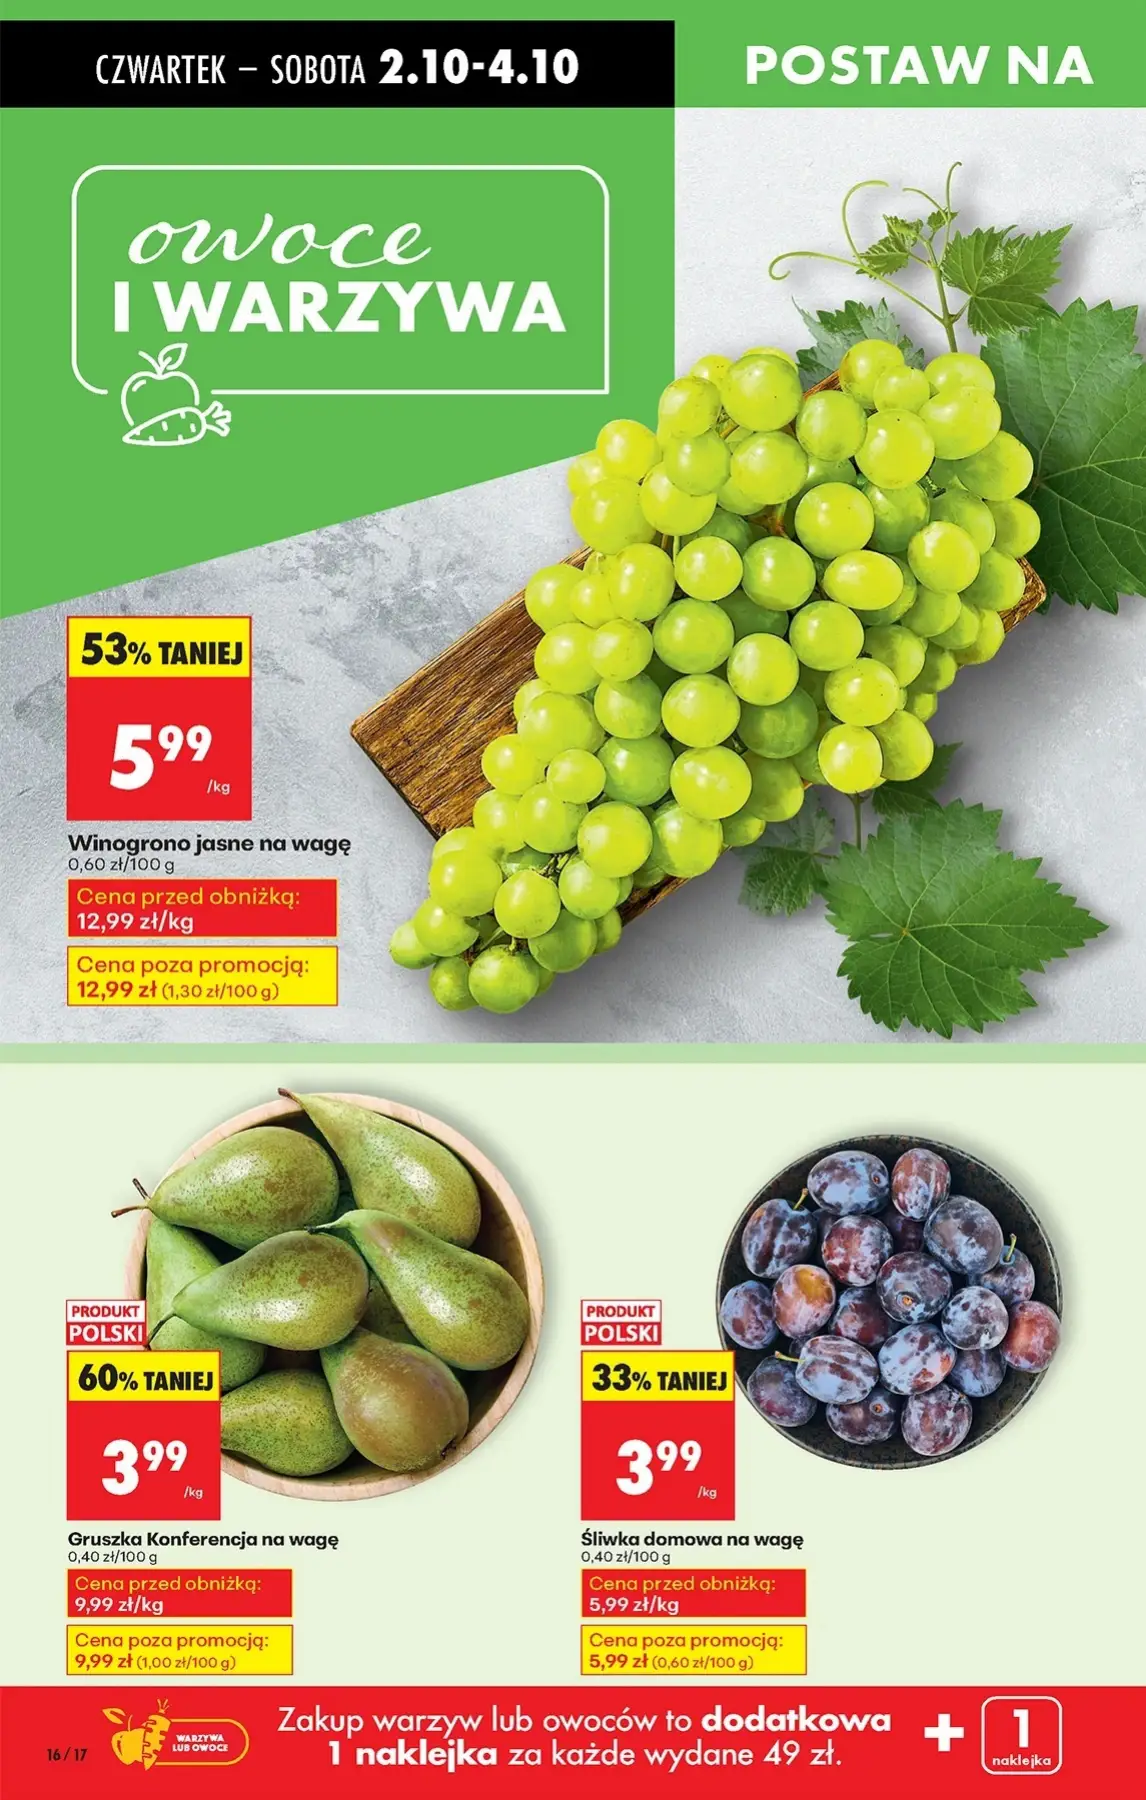 CZWARTEK – SOBOTA 2.10-4.10
POSTAW NA
owoce
I WARZYWA
53% TANIEJ
5 99
/kg
Winogrono jasne na wagę
0,60 zł/100 g
Cena przed obniżką:
12,99 zł/kg
Cena poza promocją:
12,99 zł (1,30 zł/100 g)
PRODUKT
POLSKI
60% TANIEJ
3 99
/kg
Gruszka Konferencja na wagę
0,40 zł/100 g
Cena przed obniżką:
9,99 zł/kg
Cena poza promocją:
9,99 zł (1,00 zł/100 g)
PRODUKT
POLSKI
33% TANIEJ
3 99
/kg
Śliwka domowa na wagę
0,40 zł/100 g
Cena przed obniżką:
5,99 zł/kg
Cena poza promocją:
5,99 zł (0,60 zł/100 g)
16/17
WARZYWA
LUB OWOCE
Zakup warzyw lub owoców to dodatkowa
1 naklejka za każde wydane 49 zł.
+
1
naklejka